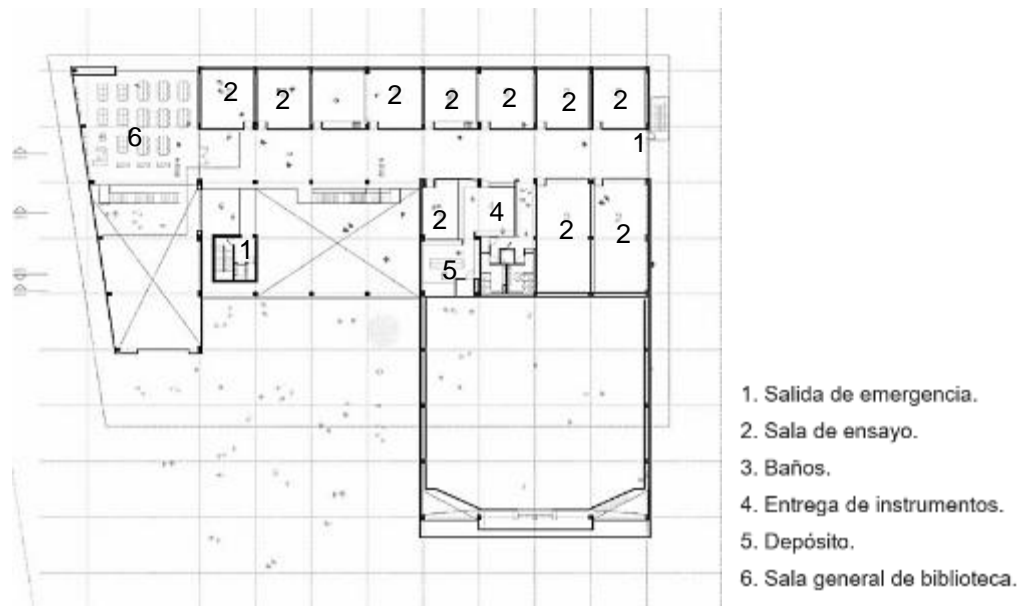 2 2 2 2 2 2 2
6
1
2 4 2 2
1
5
1. Salida de emergencia.
2. Sala de ensayo.
3. Baños.
4. Entrega de instrumentos.
5. Depósito.
6. Sala general de biblioteca.